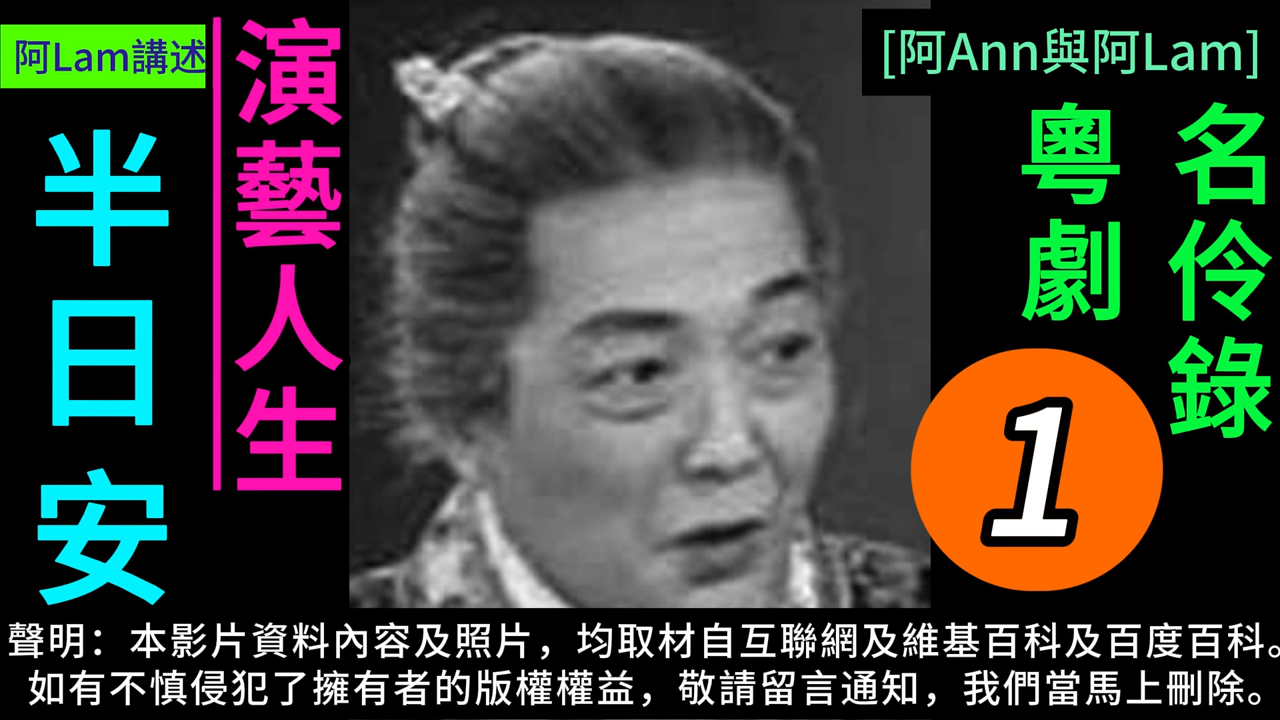 阿Lam講述
半日安
演藝人生
[阿Ann與阿Lam]
粵劇
名伶錄
1
聲明：本影片資料內容及照片，均取材自互聯網及維基百科及百度百科。
如有不慎侵犯了擁有者的版權權益，敬請留言通知，我們當馬上刪除。